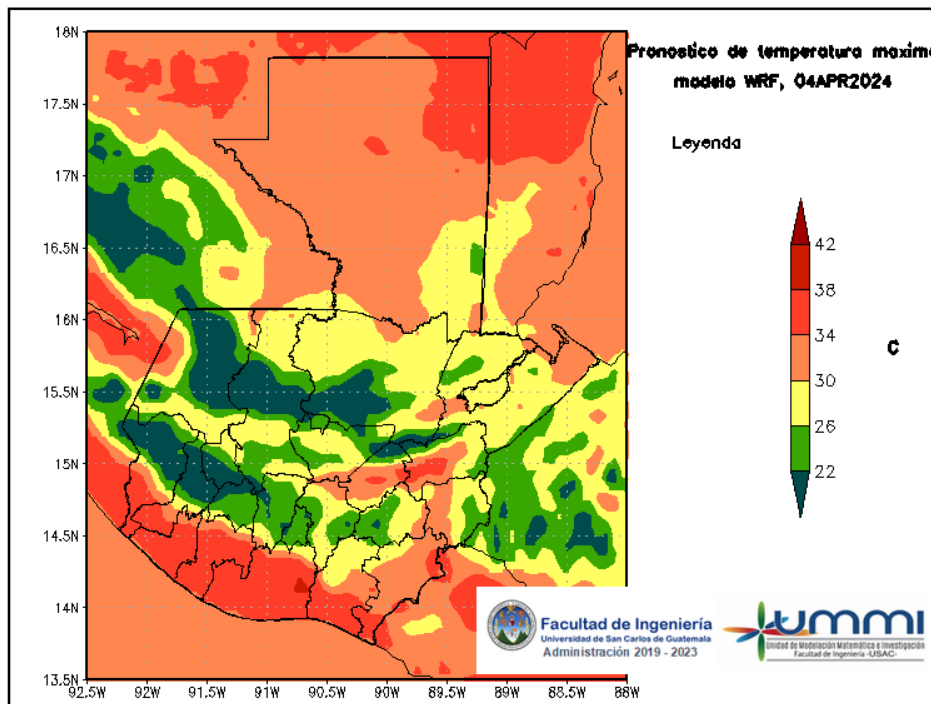 Pronostico de temperatura maxim
modelo WRF, 04APR2024
Leyenda
18N
17.5N
17N
16.5N
16N
15.5N
15N
14.5N
14N
13.5N
92.5W 92W 91.5W 91W 90.5W 90W 89.5W 89W 88.5W 88W
42
38
34
30
26
22
C
Facultad de Ingeniería
Universidad de San Carlos de Guatemala
Administración 2019 - 2023
UMMI
Unidad de Modelación Matemática e Investigación
Facultad de Ingeniería -USAC-